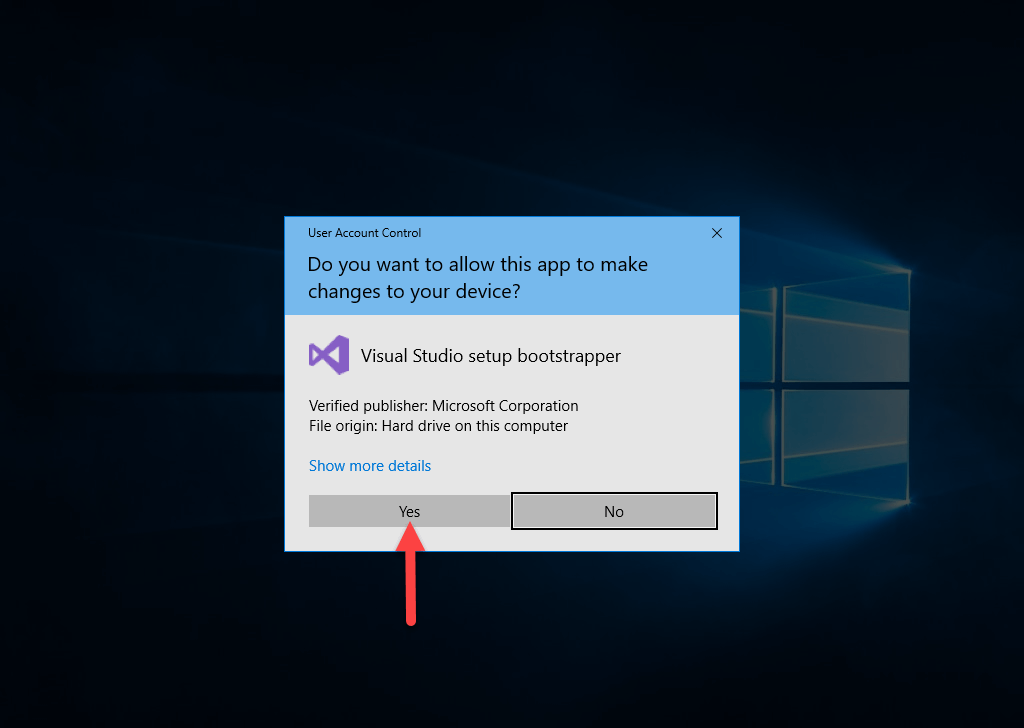 User Account Control
Do you want to allow this app to make
changes to your device?
Visual Studio setup bootstrapper
Verified publisher: Microsoft Corporation
File origin: Hard drive on this computer
Show more details
Yes
No